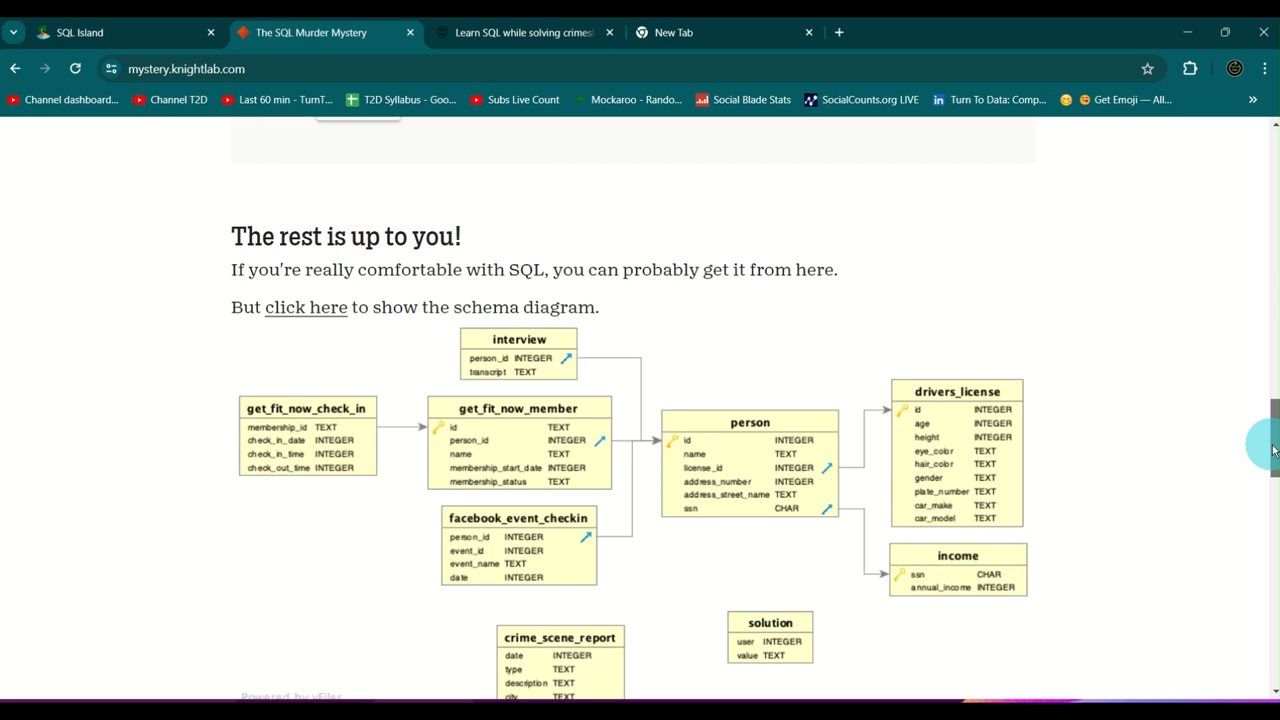 SQL Island
The SQL Murder Mystery
Learn SQL while solving crimes
New Tab
mystery.knightlab.com
Channel dashboard...
Channel T2D
Last 60 min - TurnT...
T2D Syllabus - Goo...
Subs Live Count
Mockaroo - Rando...
Social Blade Stats
SocialCounts.org LIVE
Turn To Data: Comp...
Get Emoji — All...
The rest is up to you!
If you're really comfortable with SQL, you can probably get it from here.
But click here to show the schema diagram.
interview
person_id INTEGER
transcript TEXT
get_fit_now_check_in
membership_id TEXT
check_in_date INTEGER
check_in_time INTEGER
check_out_time INTEGER
get_fit_now_member
id TEXT
person_id INTEGER
name TEXT
membership_start_date INTEGER
membership_status TEXT
facebook_event_checkin
person_id INTEGER
event_id INTEGER
event_name TEXT
date INTEGER
person
id INTEGER
name TEXT
license_id INTEGER
address_number INTEGER
address_street_name TEXT
ssn CHAR
drivers_license
id INTEGER
age INTEGER
height INTEGER
eye_color TEXT
hair_color TEXT
gender TEXT
plate_number TEXT
car_make TEXT
car_model TEXT
income
ssn CHAR
annual_income INTEGER
solution
user INTEGER
value TEXT
crime_scene_report
date INTEGER
type TEXT
description TEXT
city TEXT
Powered by yFiles